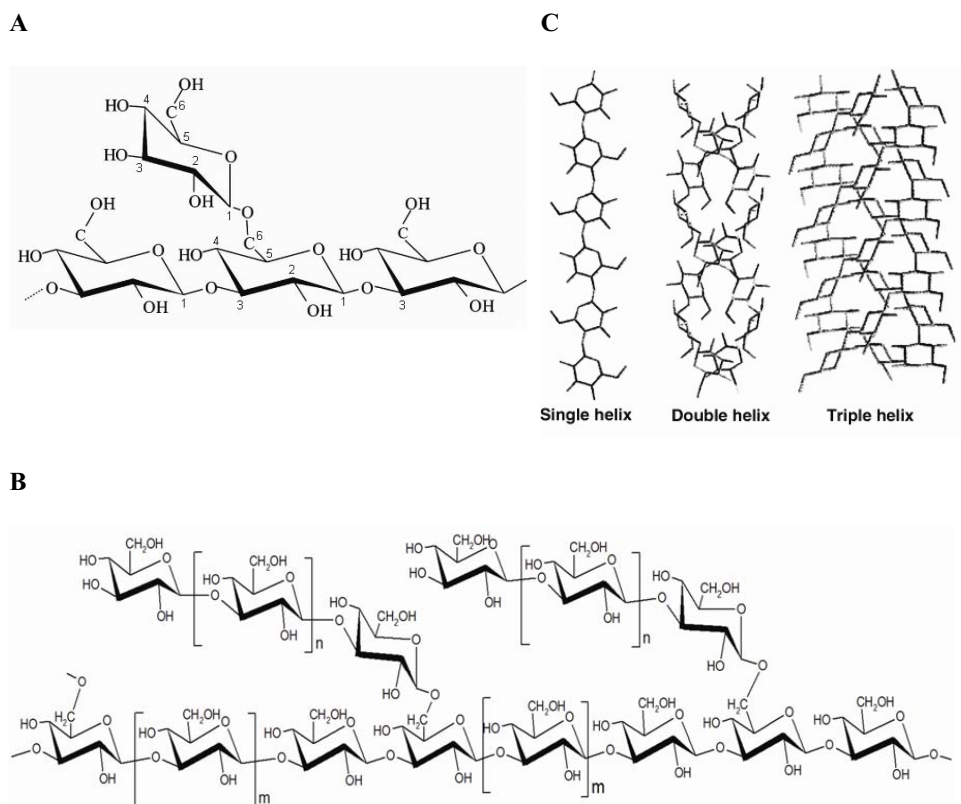 A
C
OH
HO 4 C 6
5
HO O
3 2
OH
1 O
OH C 6 OH
C HO 4 5 C
HO O O HO O
2
O OH 1 O 3 OH 1 O 3 OH
Single helix Double helix Triple helix
B
CH2OH CH2OH
HO O CH2OH HO O CH2OH
HO HO O HO HO O
OH HO O CH2OH OH HO O HO CH2OH
OH n O HO O OH n O O
O OH HO
HO O O
O H2C H2C
H2C CH2OH CH2OH CH2OH CH2OH CH2OH
HO O HO O HO O HO O HO O HO O HO O HO O
O OH O OH O OH O OH O OH O OH O OH O OH O
m m